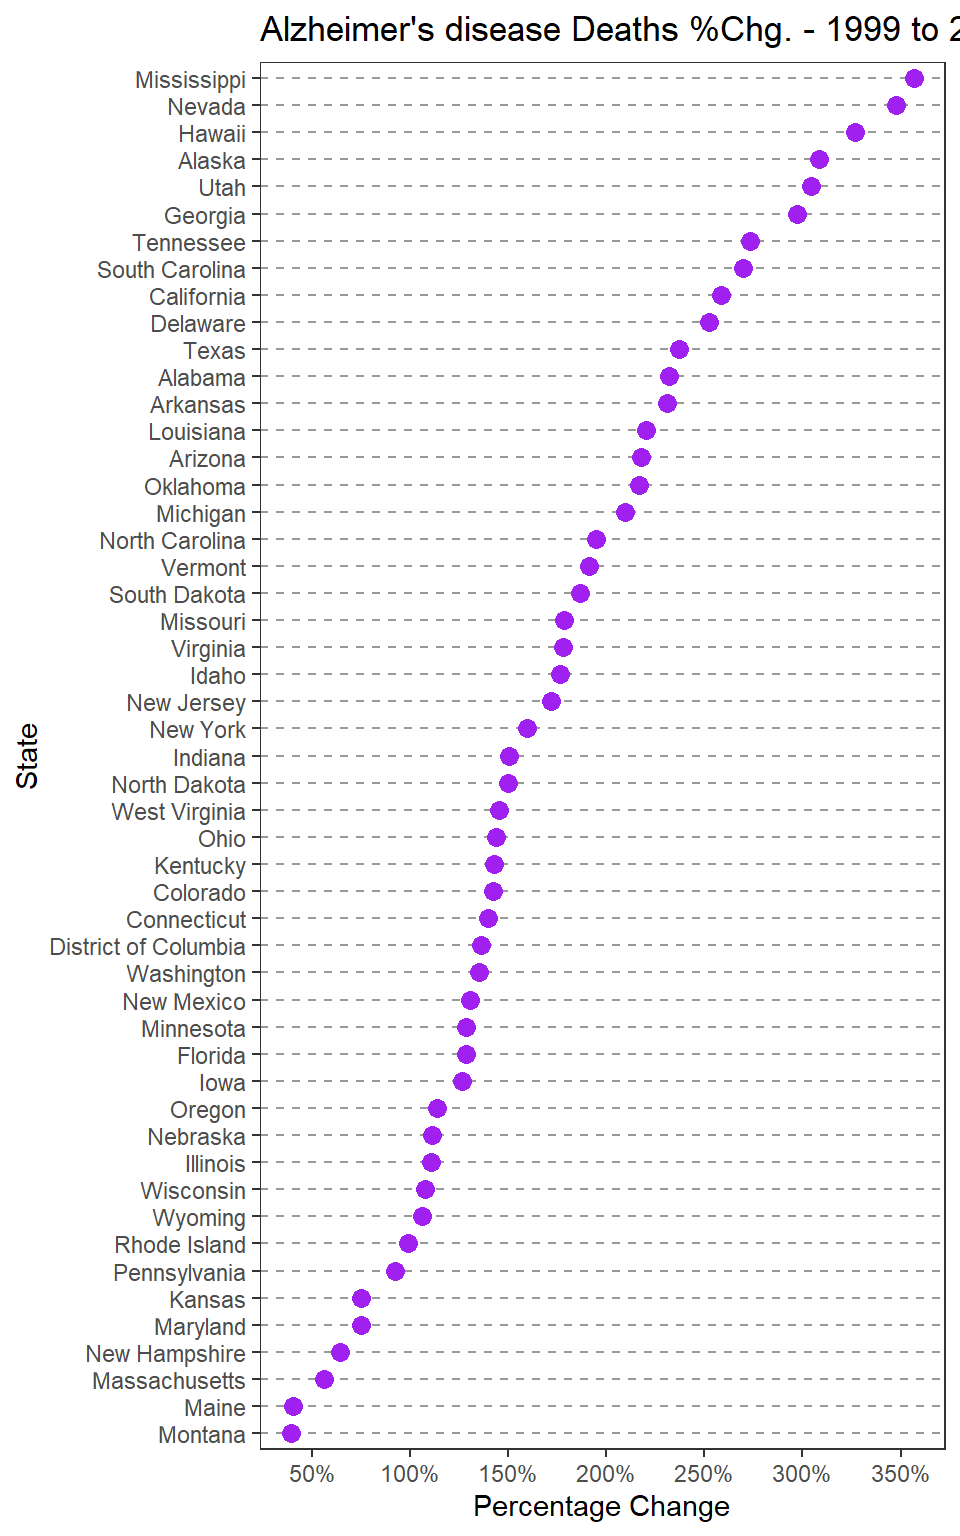 Alzheimer's disease Deaths %Chg. - 1999 to 2
Mississippi
Nevada
Hawaii
Alaska
Utah
Georgia
Tennessee
South Carolina
California
Delaware
Texas
Alabama
Arkansas
Louisiana
Arizona
Oklahoma
Michigan
North Carolina
Vermont
South Dakota
Missouri
Virginia
Idaho
New Jersey
New York
Indiana
North Dakota
West Virginia
Ohio
Kentucky
Colorado
Connecticut
District of Columbia
Washington
New Mexico
Minnesota
Florida
Iowa
Oregon
Nebraska
Illinois
Wisconsin
Wyoming
Rhode Island
Pennsylvania
Kansas
Maryland
New Hampshire
Massachusetts
Maine
Montana
State
50% 100% 150% 200% 250% 300% 350%
Percentage Change